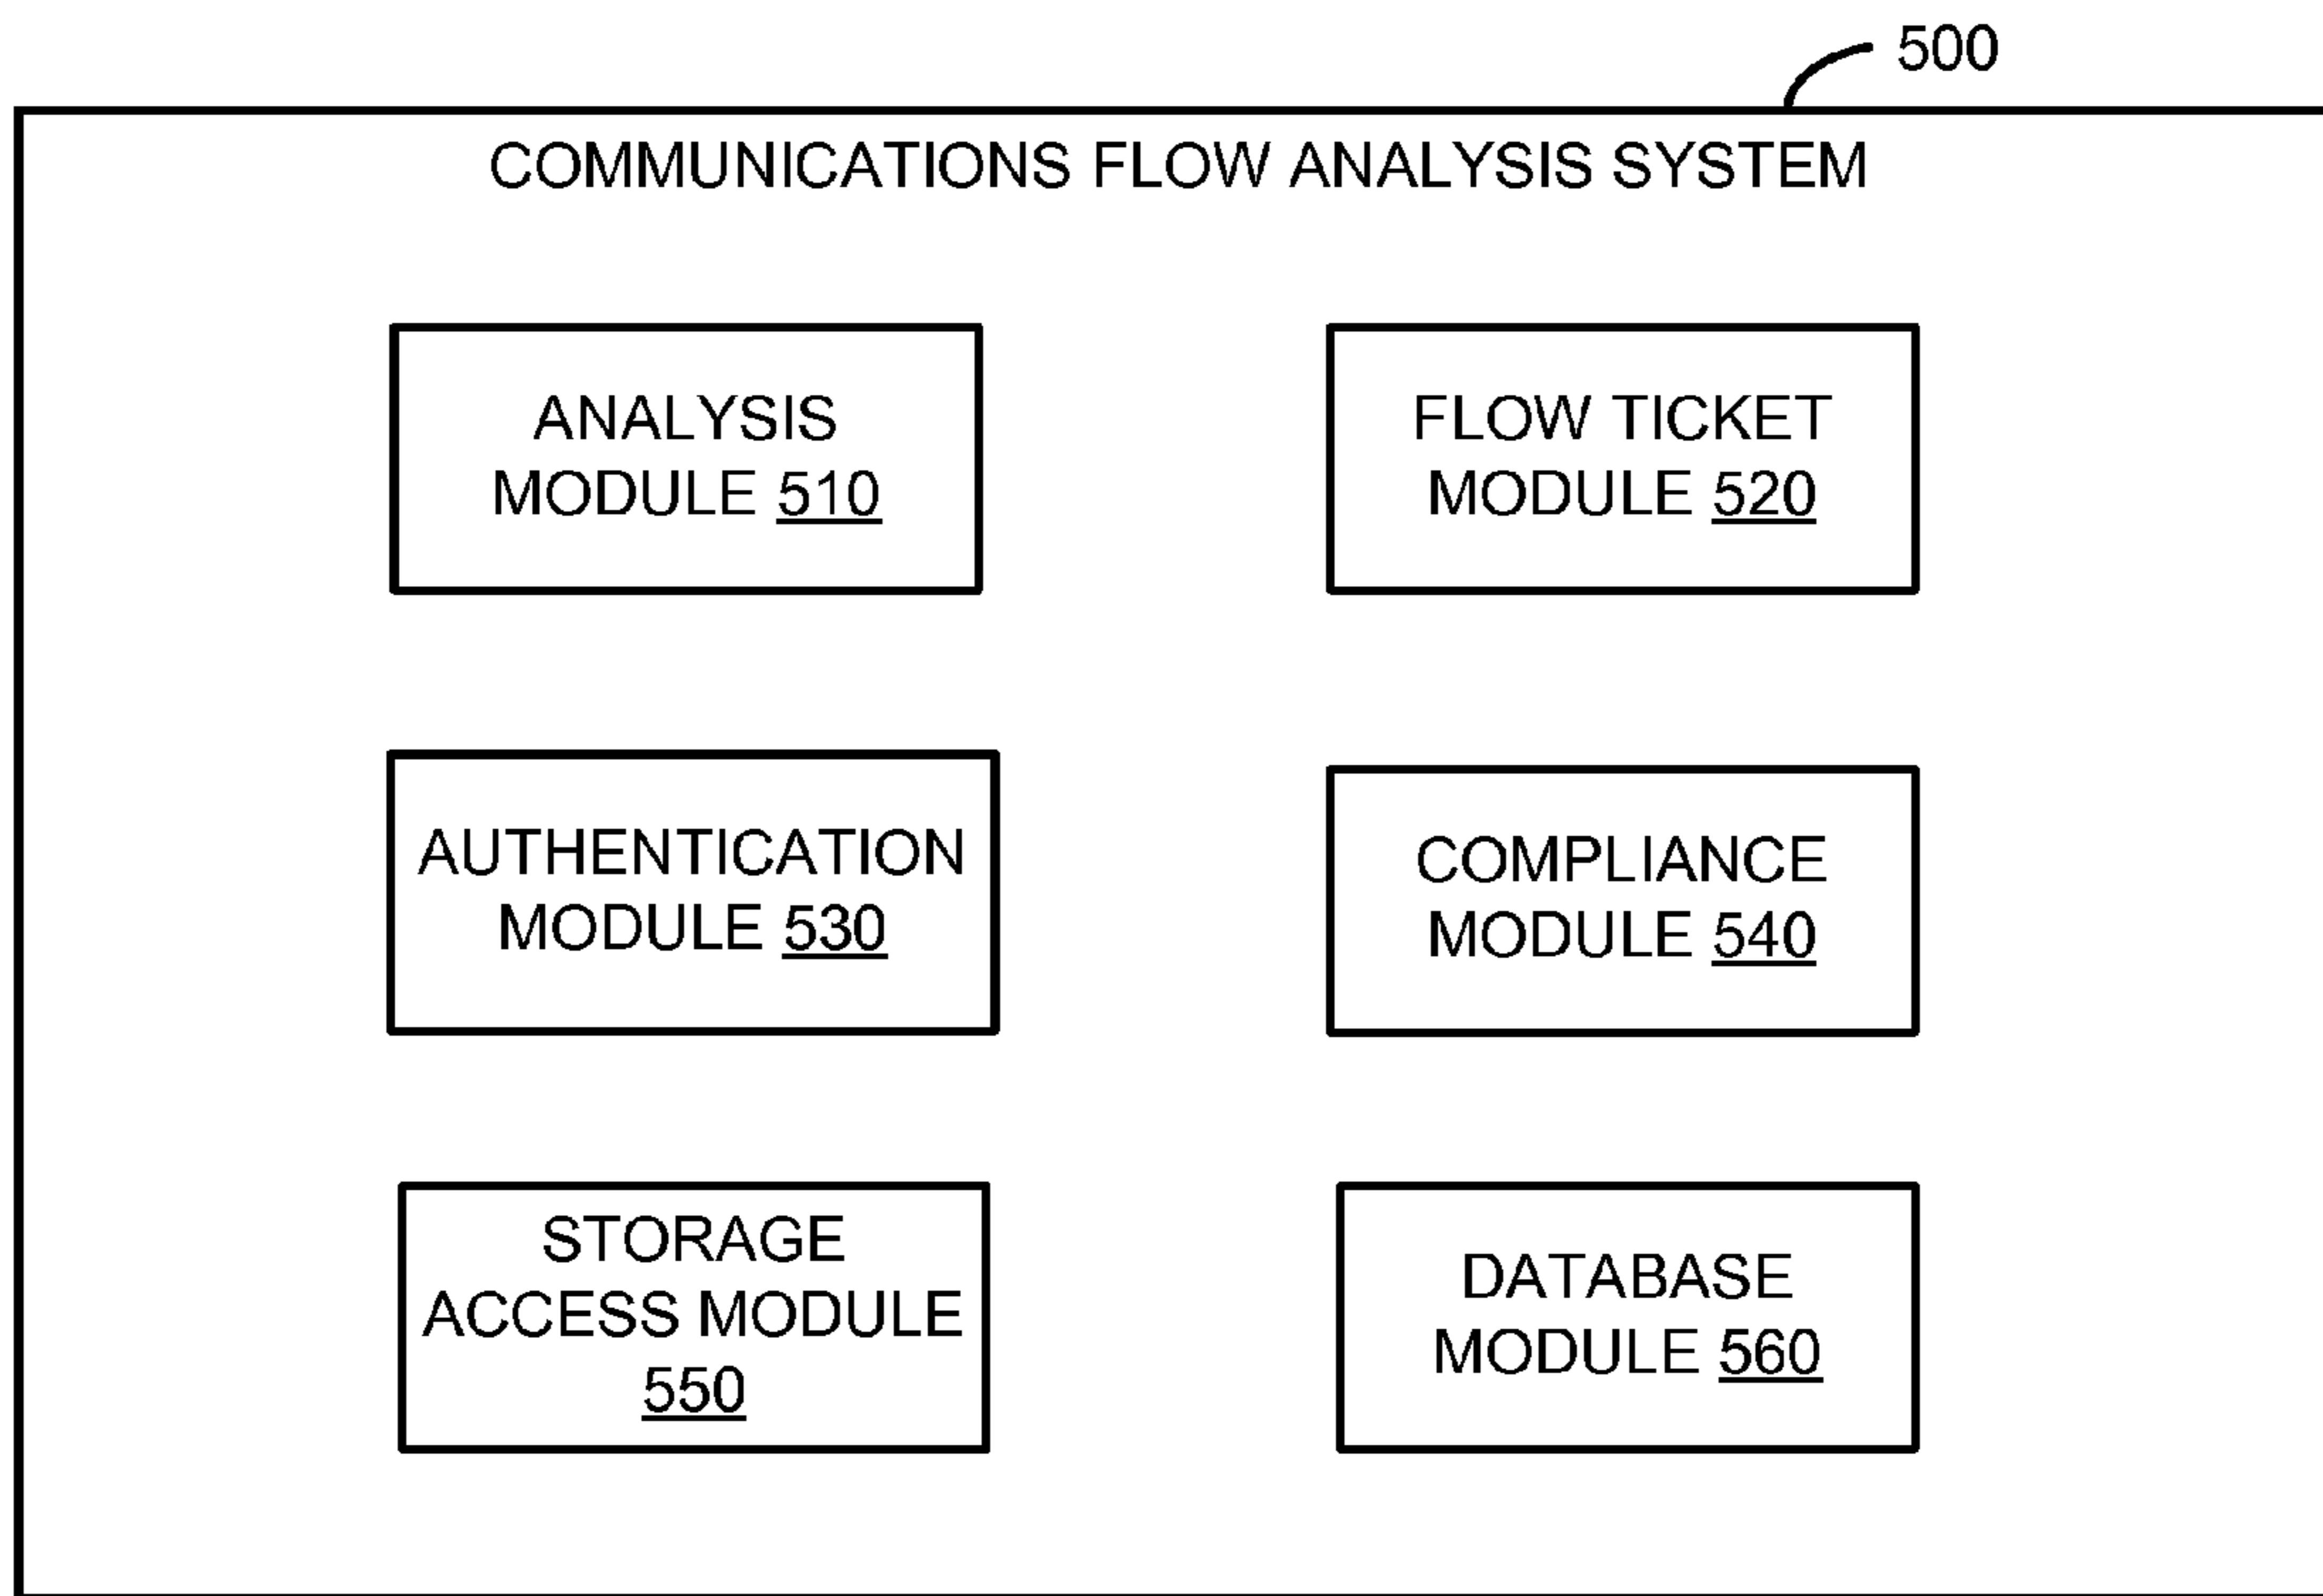 500
COMMUNICATIONS FLOW ANALYSIS SYSTEM
ANALYSIS
MODULE 510
FLOW TICKET
MODULE 520
AUTHENTICATION
MODULE 530
COMPLIANCE
MODULE 540
STORAGE
ACCESS MODULE
550
DATABASE
MODULE 560